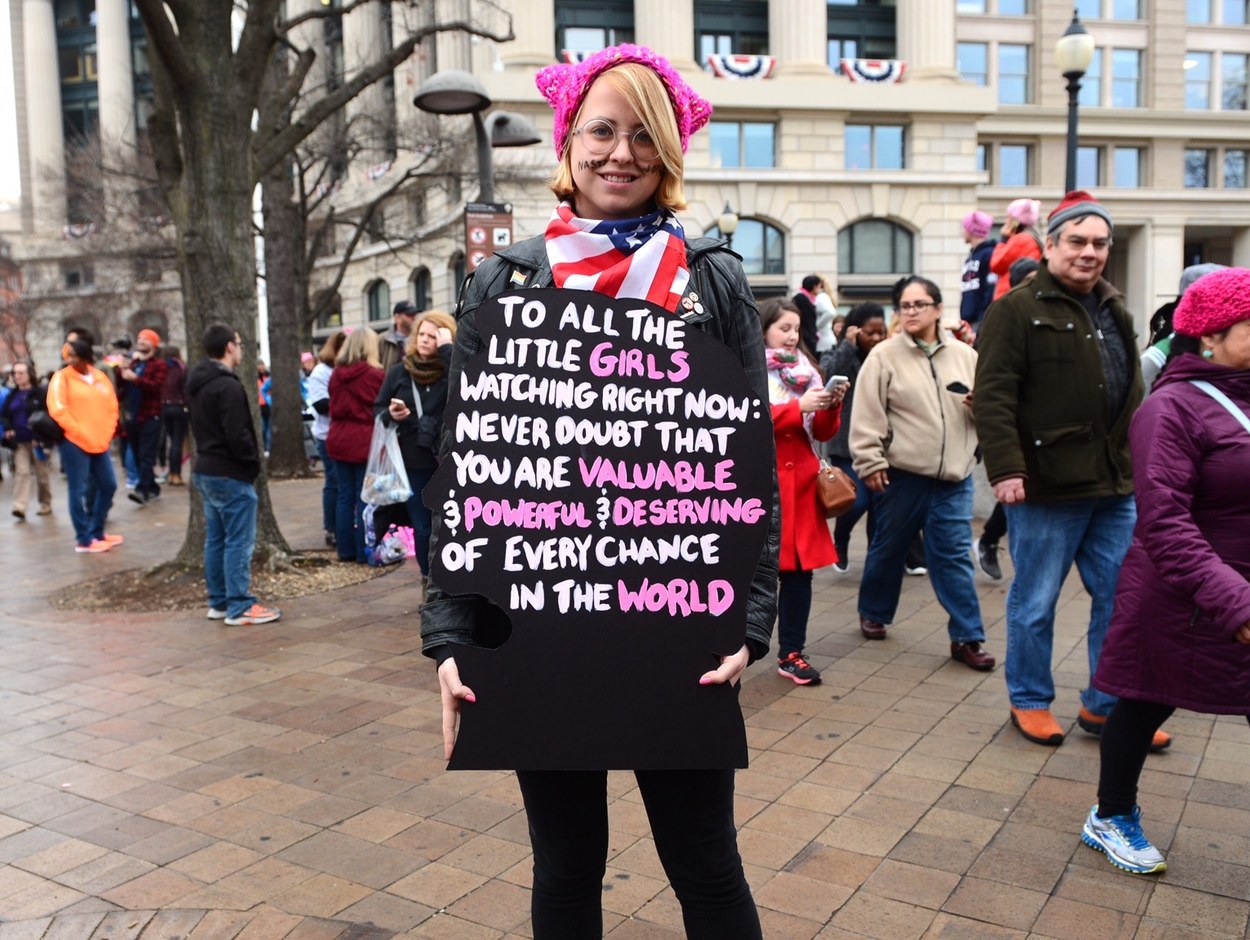 NAS
TO ALL THE
LITTLE GIRLS
WATCHING RIGHT NOW:
NEVER DOUBT THAT
YOU ARE VALUABLE
& POWERFUL & DESERVING
OF EVERY CHANCE
IN THE WORLD